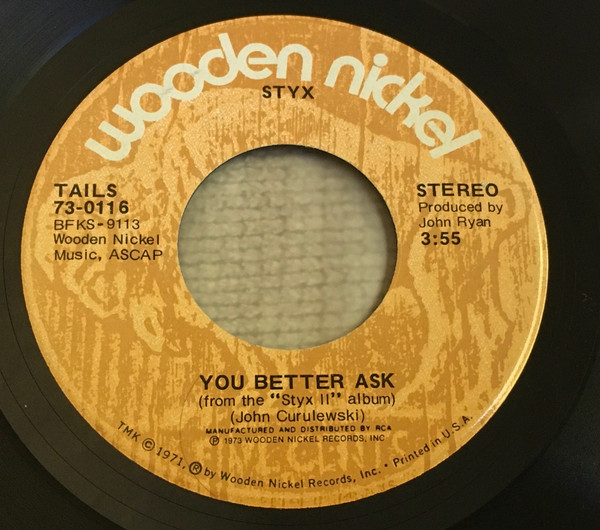 wooden nickel
STYX
TAILS
73-0116
BFKS-9113
Wooden Nickel
Music, ASCAP
STEREO
Produced by
John Ryan
3:55
YOU BETTER ASK
(from the "Styx II" album)
(John Curulewski)
MANUFACTURED AND DISTRIBUTED BY RCA
℗ 1973 WOODEN NICKEL RECORDS, INC
TMK © 1971, ® by Wooden Nickel Records, Inc. • Printed in U.S.A.